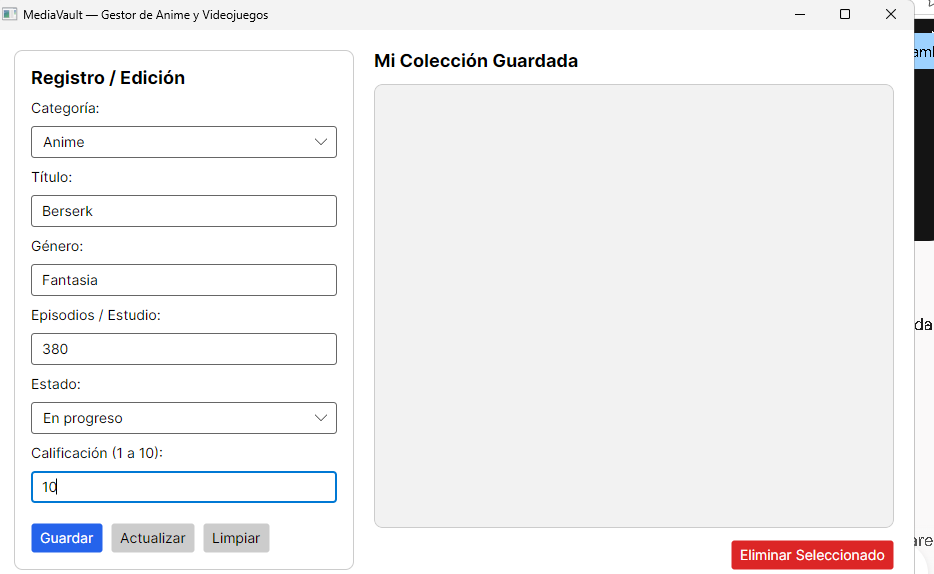 MediaVault — Gestor de Anime y Videojuegos
Registro / Edición
Categoría:
Anime
Título:
Berserk
Género:
Fantasia
Episodios / Estudio:
380
Estado:
En progreso
Calificación (1 a 10):
10
Guardar Actualizar Limpiar
Mi Colección Guardada
Eliminar Seleccionado